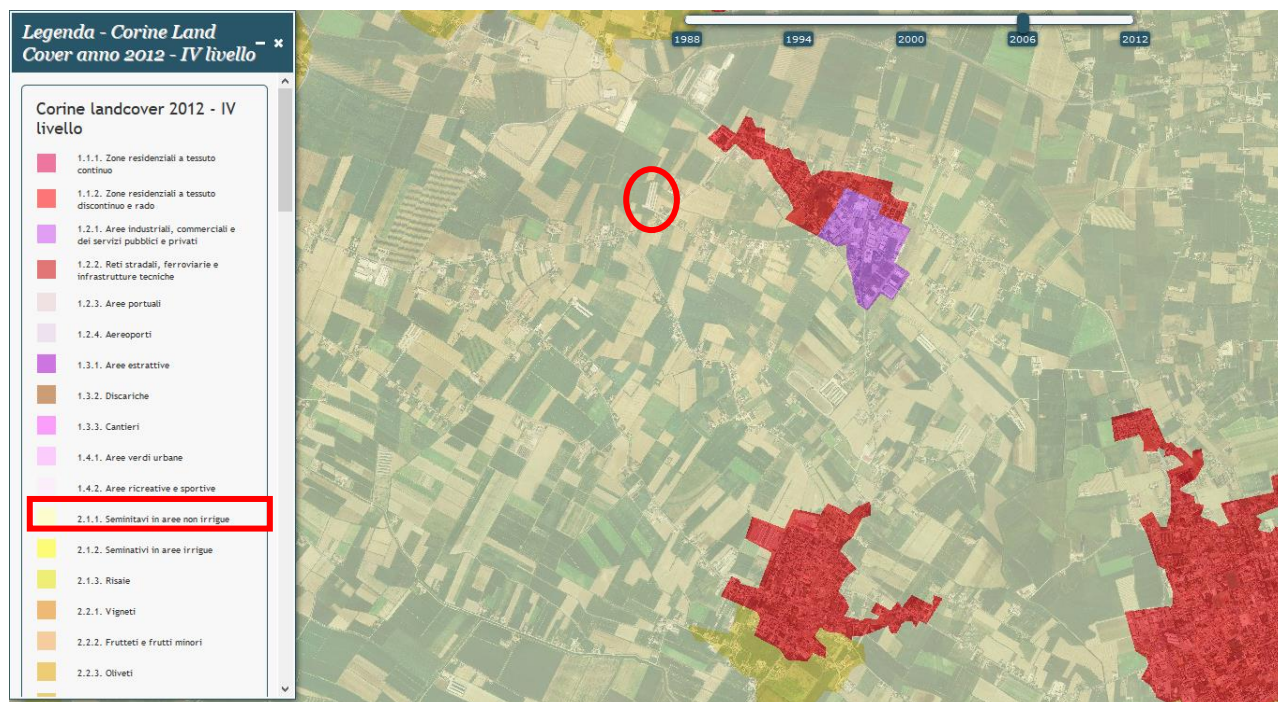 Legenda - Corine Land
Cover anno 2012 - IV livello
Corine landcover 2012 - IV
livello
1.1.1. Zone residenziali a tessuto
continuo
1.1.2. Zone residenziali a tessuto
discontinuo e rado
1.2.1. Aree industriali, commerciali e
dei servizi pubblici e privati
1.2.2. Reti stradali, ferroviarie e
infrastrutture tecniche
1.2.3. Aree portuali
1.2.4. Aereoporti
1.3.1. Aree estrattive
1.3.2. Discariche
1.3.3. Cantieri
1.4.1. Aree verdi urbane
1.4.2. Aree ricreative e sportive
2.1.1. Seminitavi in aree non irrigue
2.1.2. Seminativi in aree irrigue
2.1.3. Risaie
2.2.1. Vigneti
2.2.2. Frutteti e frutti minori
2.2.3. Oliveti
1988 1994 2000 2006 2012